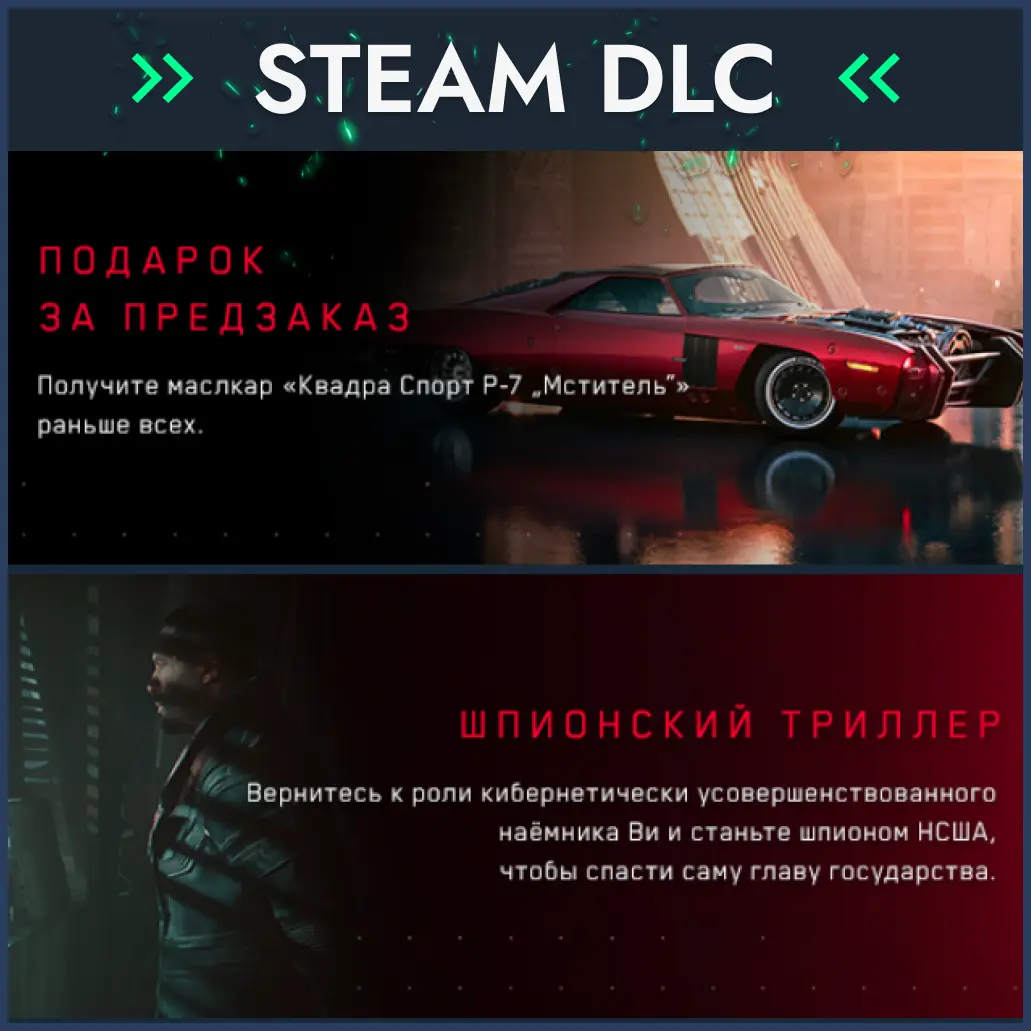 STEAM DLC
ПОДАРОК
ЗА ПРЕДЗАКАЗ
Получите маслкар «Квадра Спорт Р-7 „Мститель”»
раньше всех.
ШПИОНСКИЙ ТРИЛЛЕР
Вернитесь к роли кибернетически усовершенствованного
наёмника Ви и станьте шпионом НСША,
чтобы спасти саму главу государства.